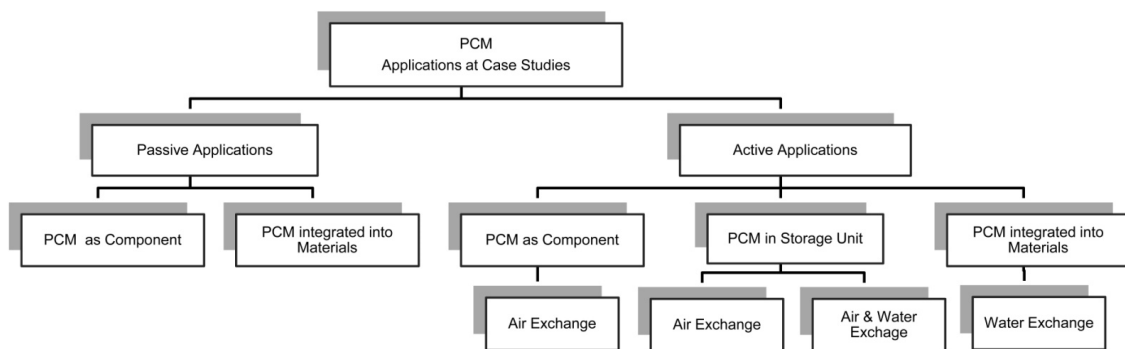 PCM
Applications at Case Studies
Passive Applications
Active Applications
PCM as Component
PCM integrated into
Materials
PCM as Component
PCM in Storage Unit
PCM integrated into
Materials
Air Exchange
Air Exchange
Air & Water
Exchage
Water Exchange